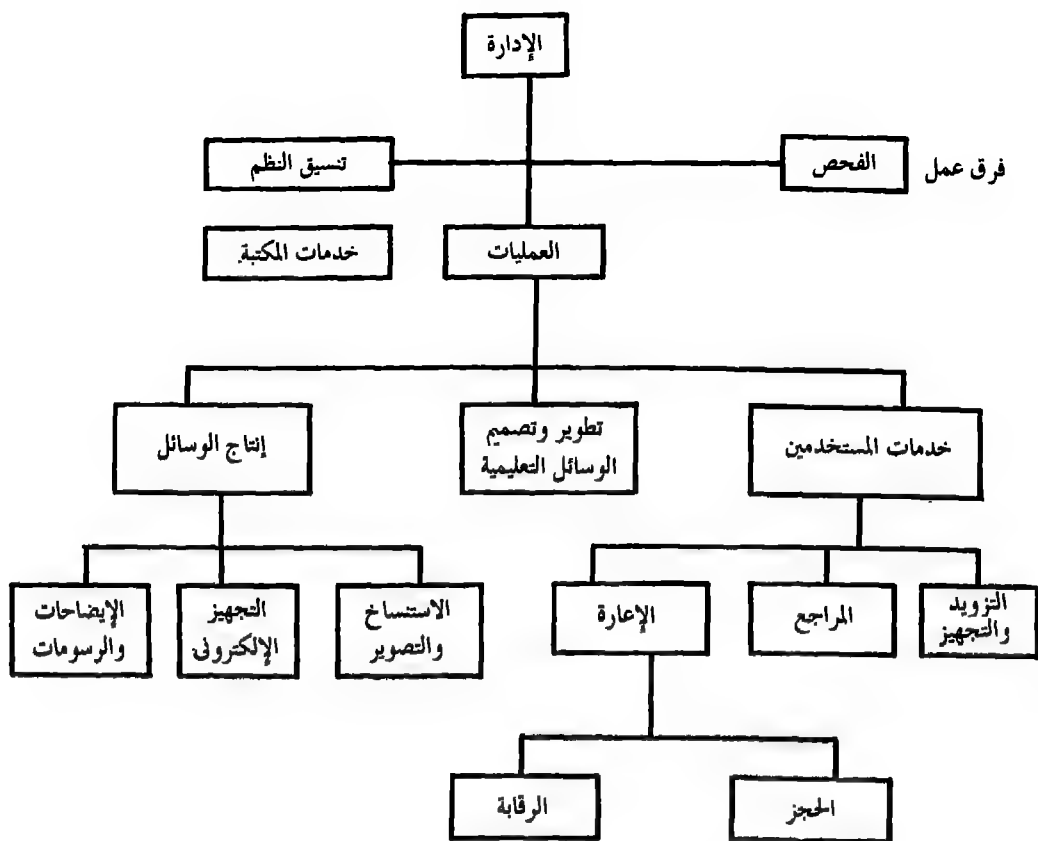 الإدارة
فرق عمل
الفحص
تنسيق النظم
العمليات
خدمات المكتبة
خدمات المستخدمين
تطوير وتصميم
الوسائل التعليمية
إنتاج الوسائل
التزويد
والتجهيز
المراجع
الإعارة
الاستنساخ
والتصوير
التجهيز
الإلكترونى
الإيضاحات
والرسومات
الحجز
الرقابة